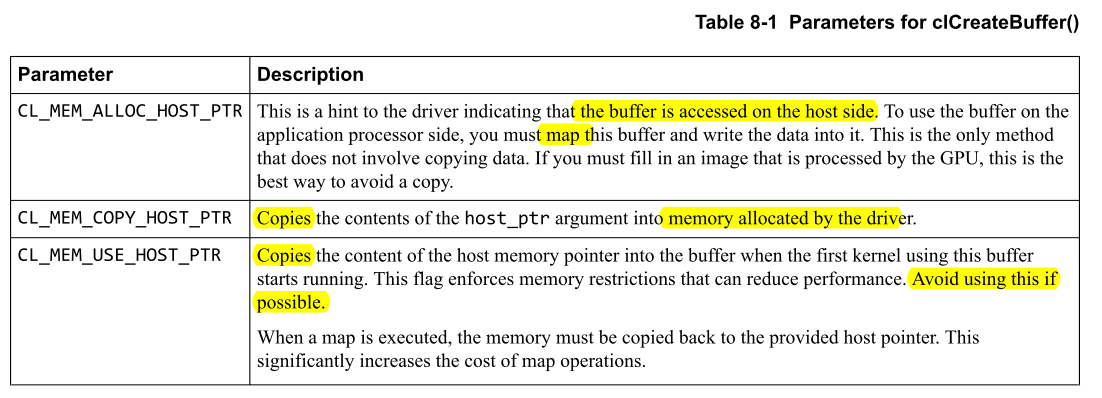 Table 8-1 Parameters for clCreateBuffer()
Parameter
Description
CL_MEM_ALLOC_HOST_PTR
This is a hint to the driver indicating that the buffer is accessed on the host side. To use the buffer on the
application processor side, you must map this buffer and write the data into it. This is the only method
that does not involve copying data. If you must fill in an image that is processed by the GPU, this is the
best way to avoid a copy.
CL_MEM_COPY_HOST_PTR
Copies the contents of the host_ptr argument into memory allocated by the driver.
CL_MEM_USE_HOST_PTR
Copies the content of the host memory pointer into the buffer when the first kernel using this buffer
starts running. This flag enforces memory restrictions that can reduce performance. Avoid using this if
possible.
When a map is executed, the memory must be copied back to the provided host pointer. This
significantly increases the cost of map operations.